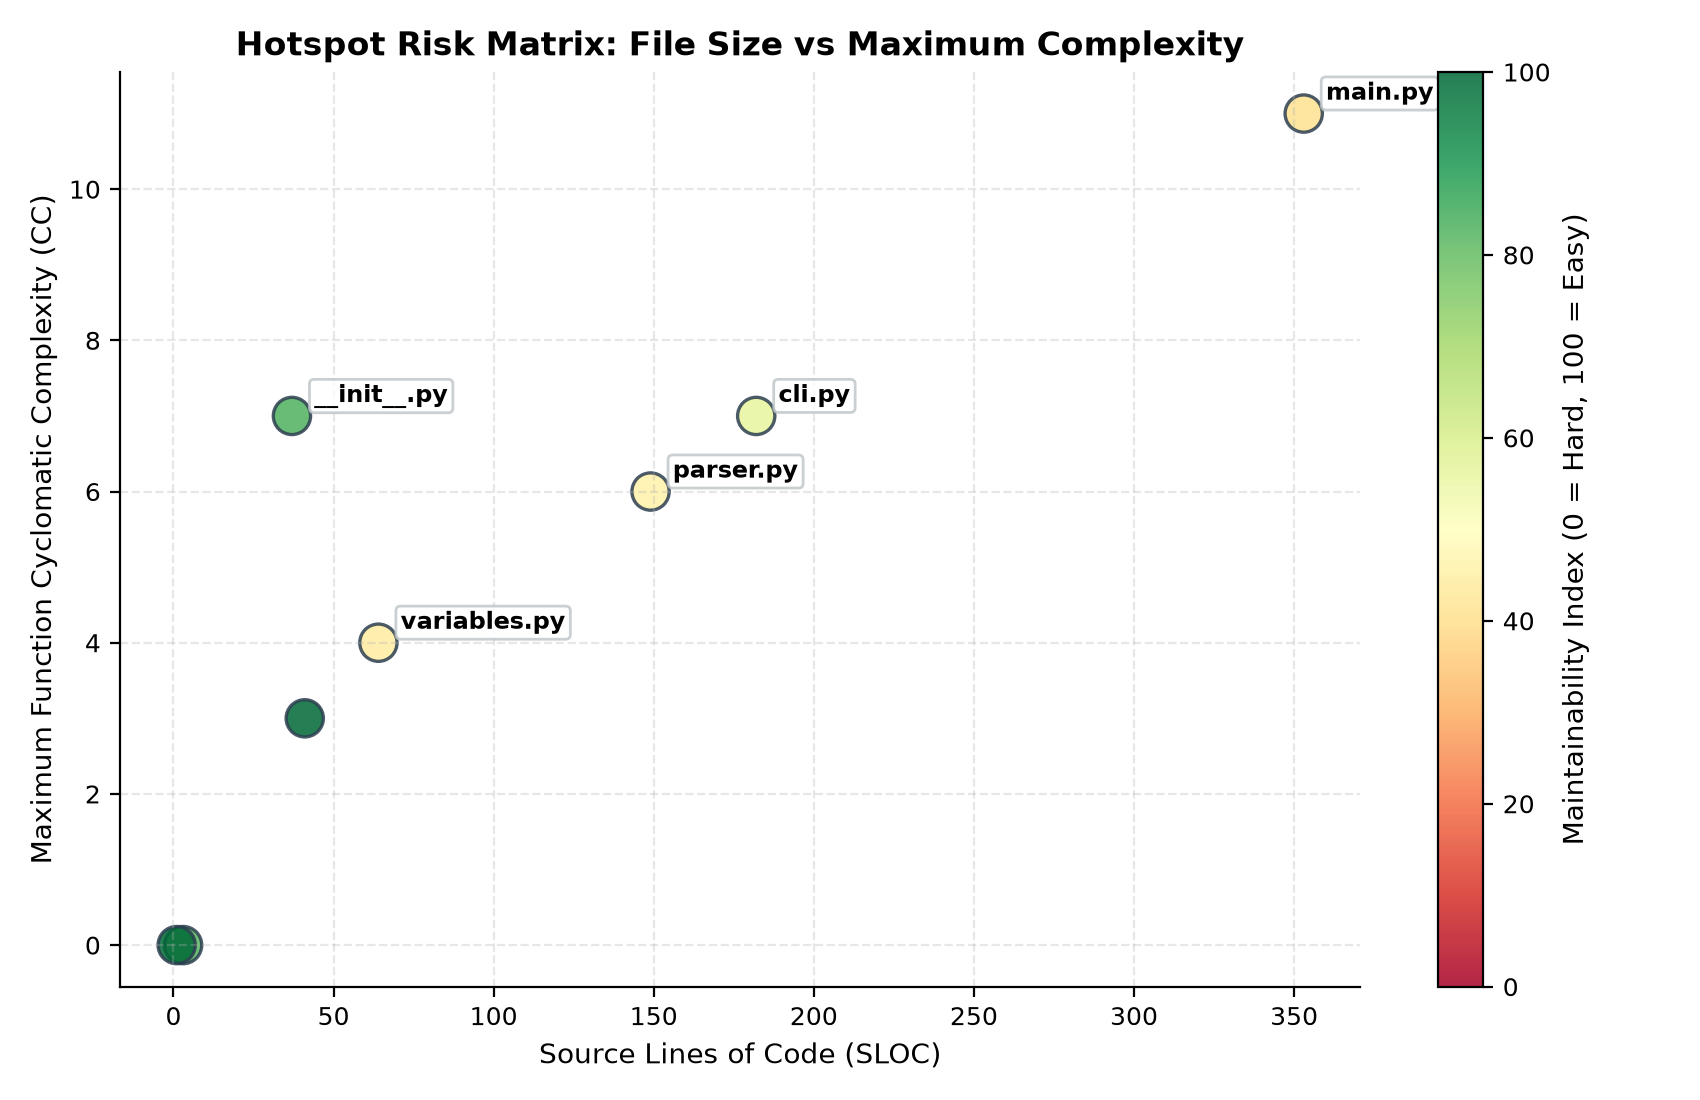 Hotspot Risk Matrix: File Size vs Maximum Complexity
main.py
__init__.py
cli.py
parser.py
variables.py
Maximum Function Cyclomatic Complexity (CC)
10
8
6
4
2
0
0
50
100
150
200
250
300
350
Source Lines of Code (SLOC)
100
80
60
40
20
0
Maintainability Index (0 = Hard, 100 = Easy)